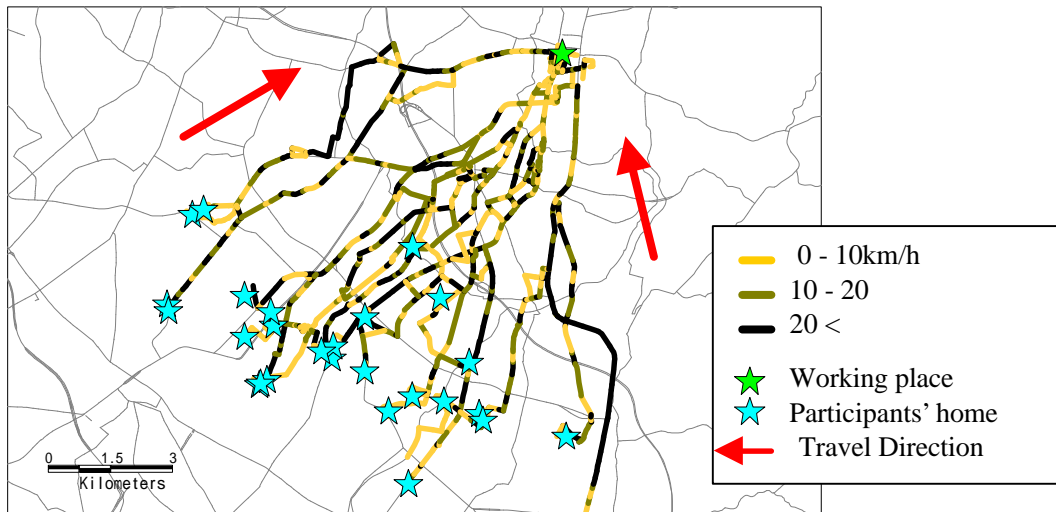 0 - 10km/h
10 - 20
20 <
Working place
Participants' home
Travel Direction
0 1.5 3
Kilometers